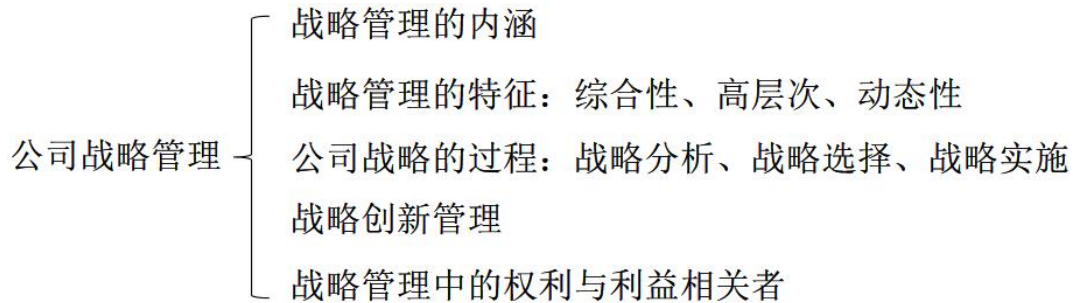 战略管理的内涵
战略管理的特征：综合性、高层次、动态性
公司战略管理
公司战略的过程：战略分析、战略选择、战略实施
战略创新管理
战略管理中的权利与利益相关者